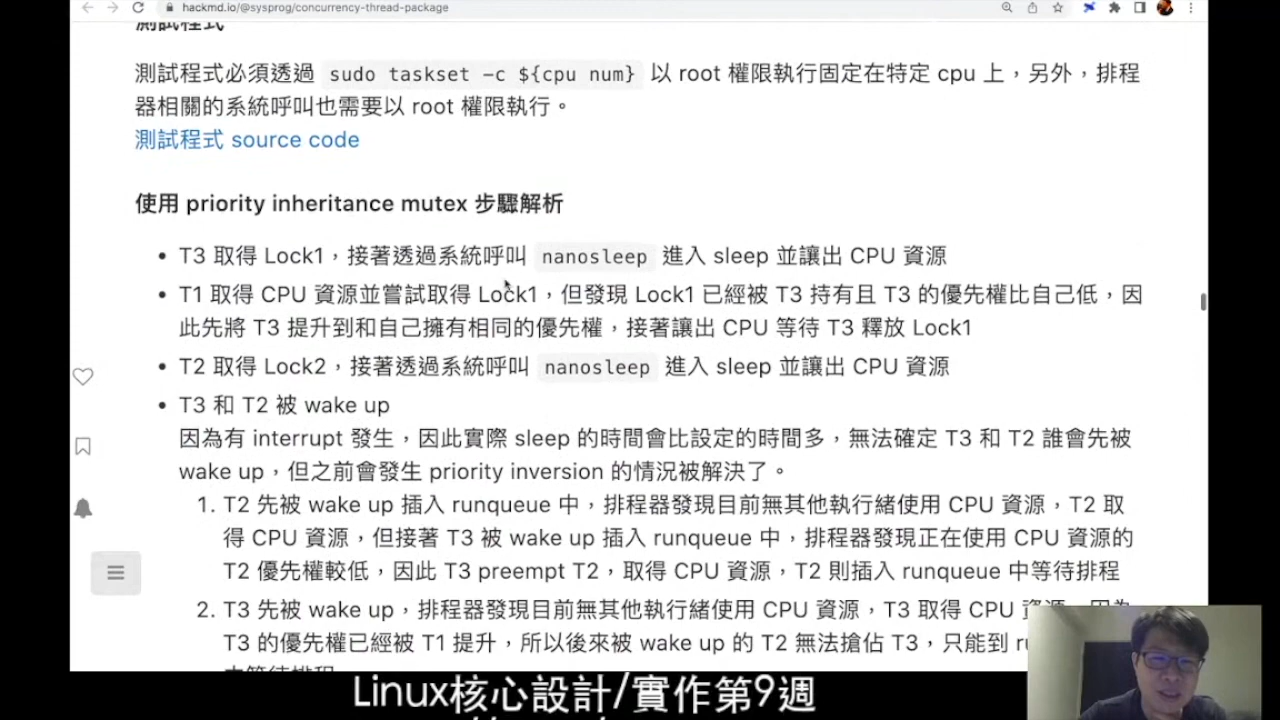 hackmd.io/@sysprog/concurrency-thread-package
測試程式
測試程式必須透過 sudo taskset -c ${cpu num} 以 root 權限執行固定在特定 cpu 上，另外，排程
器相關的系統呼叫也需要以 root 權限執行。
測試程式 source code
使用 priority inheritance mutex 步驟解析
• T3 取得 Lock1，接著透過系統呼叫 nanosleep 進入 sleep 並讓出 CPU 資源
• T1 取得 CPU 資源並嘗試取得 Lock1，但發現 Lock1 已經被 T3 持有且 T3 的優先權比自己低，因
此先將 T3 提升到和自己擁有相同的優先權，接著讓出 CPU 等待 T3 釋放 Lock1
• T2 取得 Lock2，接著透過系統呼叫 nanosleep 進入 sleep 並讓出 CPU 資源
• T3 和 T2 被 wake up
因為有 interrupt 發生，因此實際 sleep 的時間會比設定的時間多，無法確定 T3 和 T2 誰會先被
wake up，但之前會發生 priority inversion 的情況被解決了。
1. T2 先被 wake up 插入 runqueue 中，排程器發現目前無其他執行緒使用 CPU 資源，T2 取
得 CPU 資源，但接著 T3 被 wake up 插入 runqueue 中，排程器發現正在使用 CPU 資源的
T2 優先權較低，因此 T3 preempt T2，取得 CPU 資源，T2 則插入 runqueue 中等待排程
2. T3 先被 wake up，排程器發現目前無其他執行緒使用 CPU 資源，T3 取得 CPU 資源，因為
T3 的優先權已經被 T1 提升，所以後來被 wake up 的 T2 無法搶佔 T3，只能到
中等待排程
Linux核心設計/實作第9週